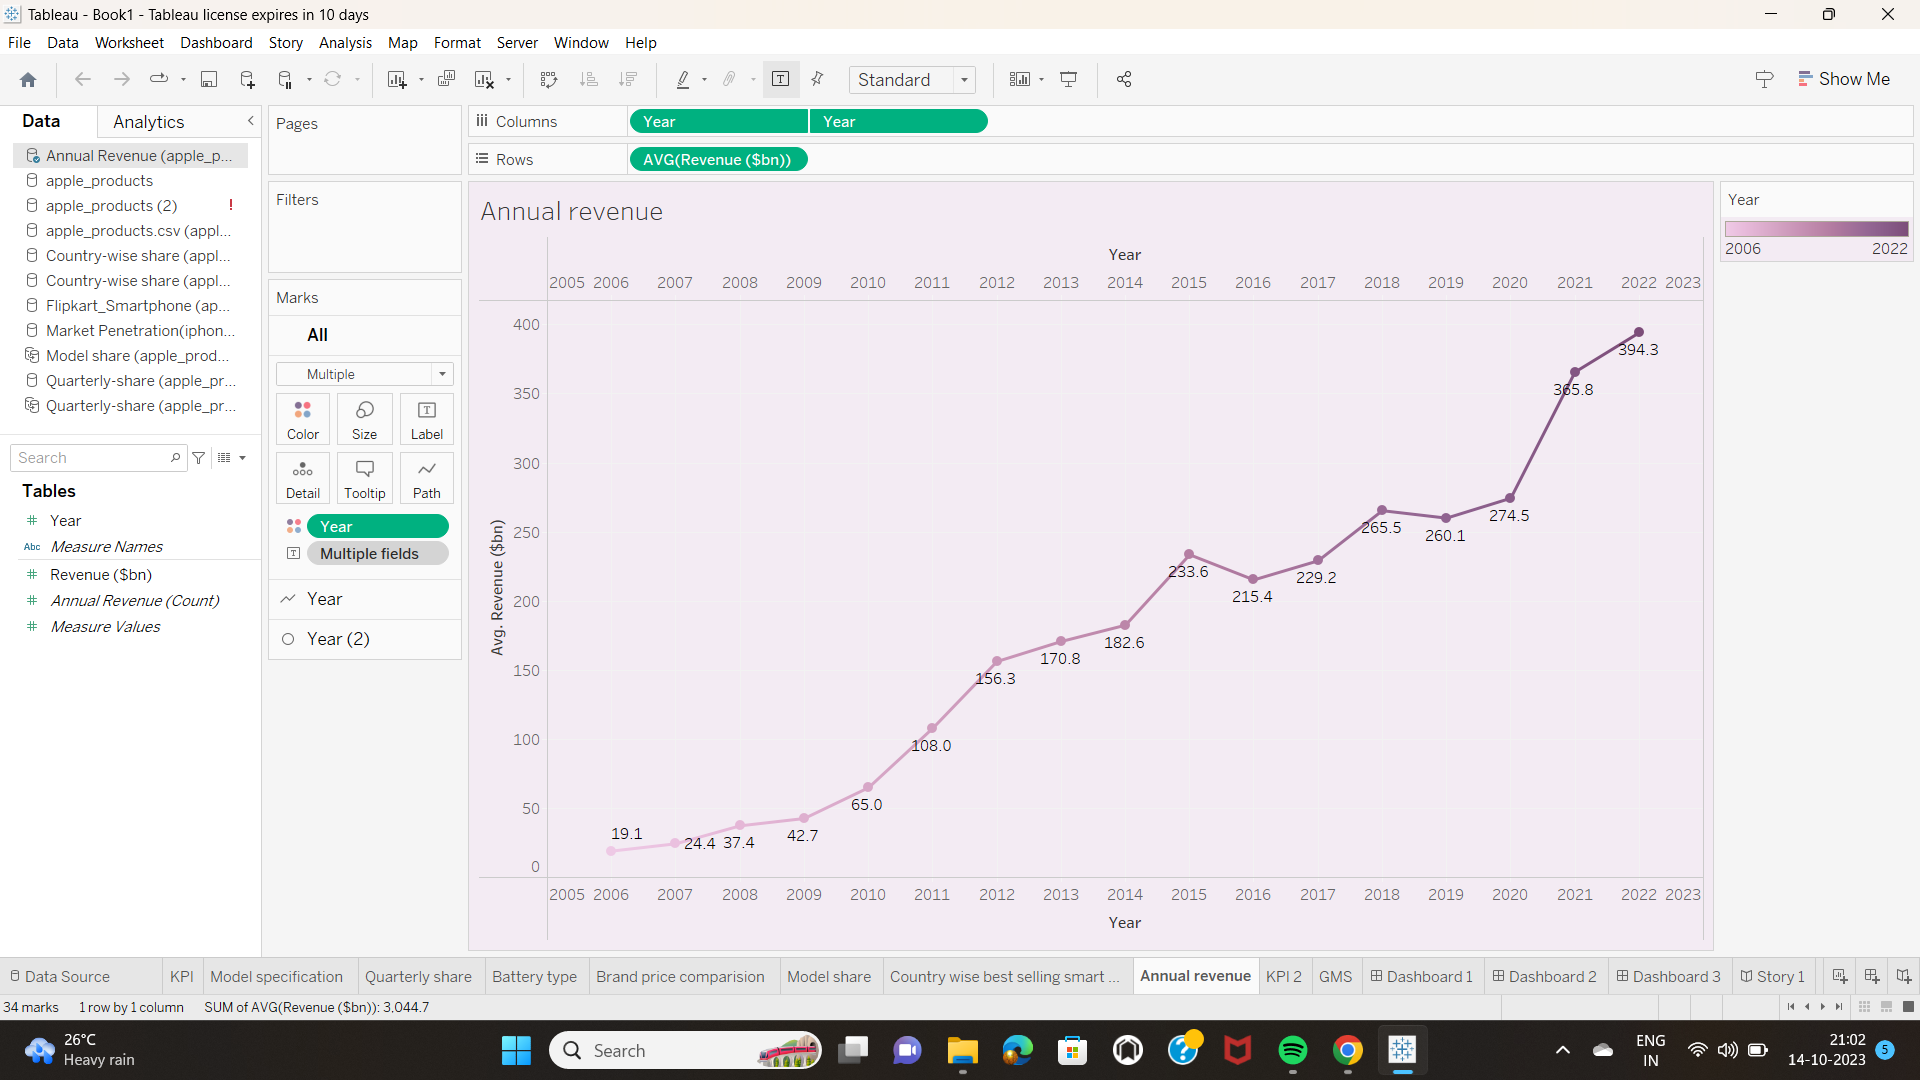 Tableau - Book1 - Tableau license expires in 10 days
File Data Worksheet Dashboard Story Analysis Map Format Server Window Help
Standard
Show Me
Data Analytics
Annual Revenue (apple_p...
apple_products
apple_products (2) !
apple_products.csv (appl...
Country-wise share (appl...
Country-wise share (appl...
Flipkart_Smartphone (ap...
Market Penetration(iphon...
Model share (apple_prod...
Quarterly-share (apple_pr...
Quarterly-share (apple_pr...
Search
Tables
# Year
Abc Measure Names
# Revenue ($bn)
# Annual Revenue (Count)
# Measure Values
Pages
Filters
Marks
All
Multiple
Color Size T Label
Detail Tooltip Path
Year
T Multiple fields
Year
Year (2)
Columns Year Year
Rows AVG(Revenue ($bn))
Annual revenue
Year
2005 2006 2007 2008 2009 2010 2011 2012 2013 2014 2015 2016 2017 2018 2019 2020 2021 2022 2023
Avg. Revenue ($bn)
400
350
300
250
200
150
100
50
0
19.1
24.4
37.4
42.7
65.0
108.0
156.3
170.8
182.6
233.6
215.4
229.2
265.5
260.1
274.5
365.8
394.3
2005 2006 2007 2008 2009 2010 2011 2012 2013 2014 2015 2016 2017 2018 2019 2020 2021 2022 2023
Year
Year
2006 2022
Data Source KPI Model specification Quarterly share Battery type Brand price comparision Model share Country wise best selling smart ... Annual revenue KPI 2 GMS Dashboard 1 Dashboard 2 Dashboard 3 Story 1
34 marks 1 row by 1 column SUM of AVG(Revenue ($bn)): 3,044.7
26°C
Heavy rain
Search
ENG
IN
21:02
14-10-2023
5